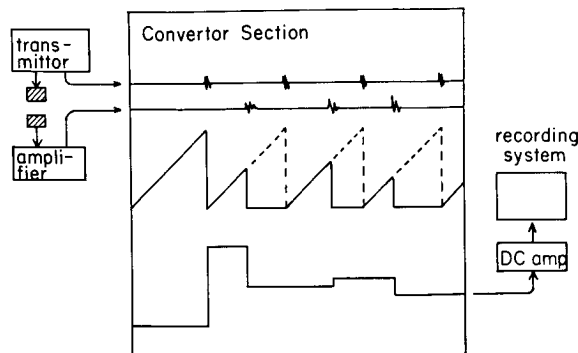 trans-
mittor
ampli-
fier
Convertor Section
recording
system
DC amp